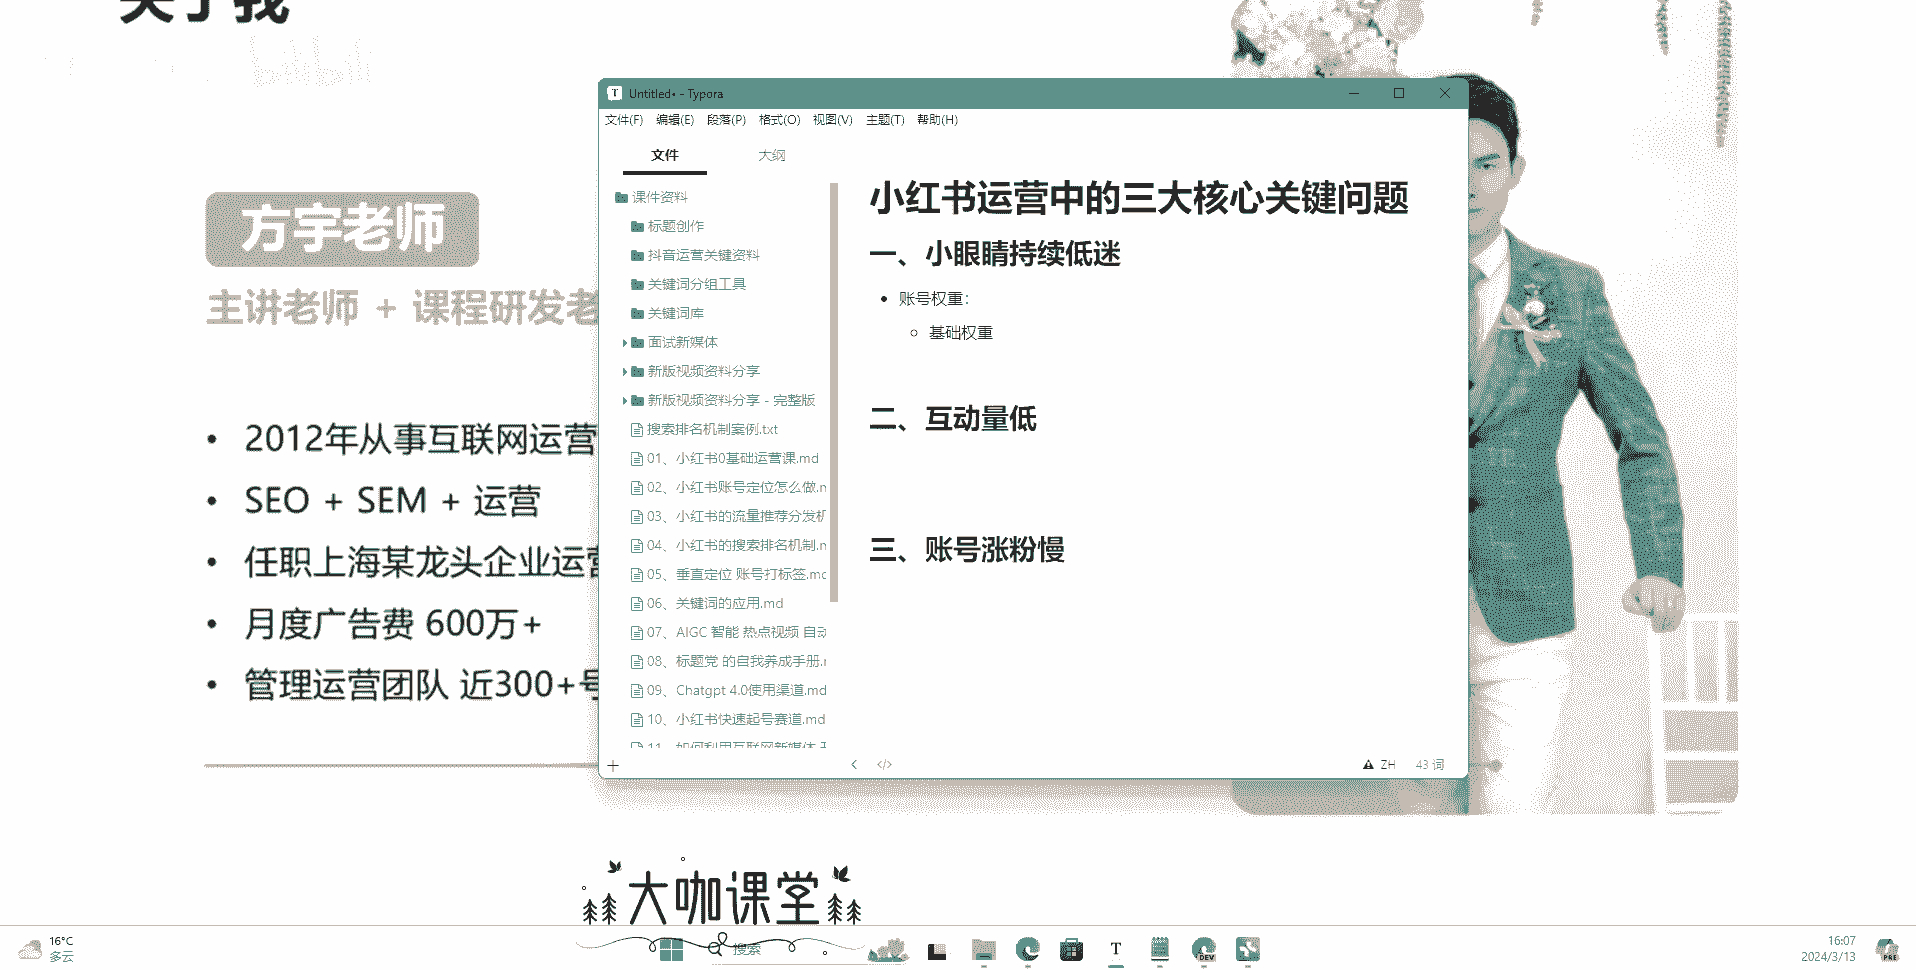 关于我
bilibili
方宇老师
主讲老师 + 课程研发老
• 2012年从事互联网运营
• SEO + SEM + 运营
• 任职上海某龙头企业运营
• 月度广告费 600万+
• 管理运营团队 近300+号
Untitled• - Typora
文件(F) 编辑(E) 段落(P) 格式(O) 视图(V) 主题(T) 帮助(H)
文件 大纲
课件资料
标题创作
抖音运营关键资料
关键词分组工具
关键词库
面试新媒体
新版视频资料分享
新版视频资料分享 - 完整版
搜索排名机制案例.txt
01、小红书0基础运营课.md
02、小红书账号定位怎么做.m
03、小红书的流量推荐分发机
04、小红书的搜索排名机制.m
05、垂直定位 账号打标签.md
06、关键词的应用.md
07、AIGC 智能 热点视频 自动
08、标题党 的自我养成手册.m
09、Chatgpt 4.0使用渠道.md
10、小红书快速起号赛道.md
11、如何利用互联网新媒体
小红书运营中的三大核心关键问题
一、小眼睛持续低迷
• 账号权重：
◦ 基础权重
二、互动量低
三、账号涨粉慢
ZH 43 词
大咖课堂
16°C
多云
搜索
T
DEV
16:07
2024/3/13
PRE